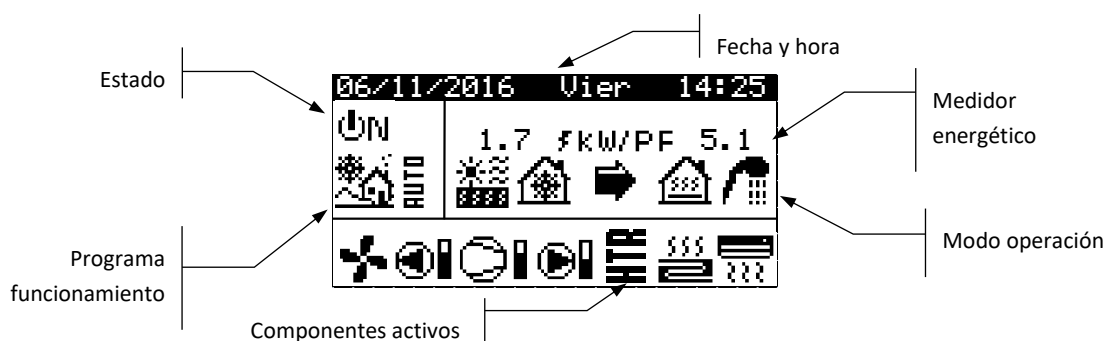 Fecha y hora
Estado
06/11/2016 Vier 14:25
Medidor
energético
ON
1.7 kW/PF 5.1
AUTO
Modo operación
Programa
funcionamiento
HTR
Componentes activos